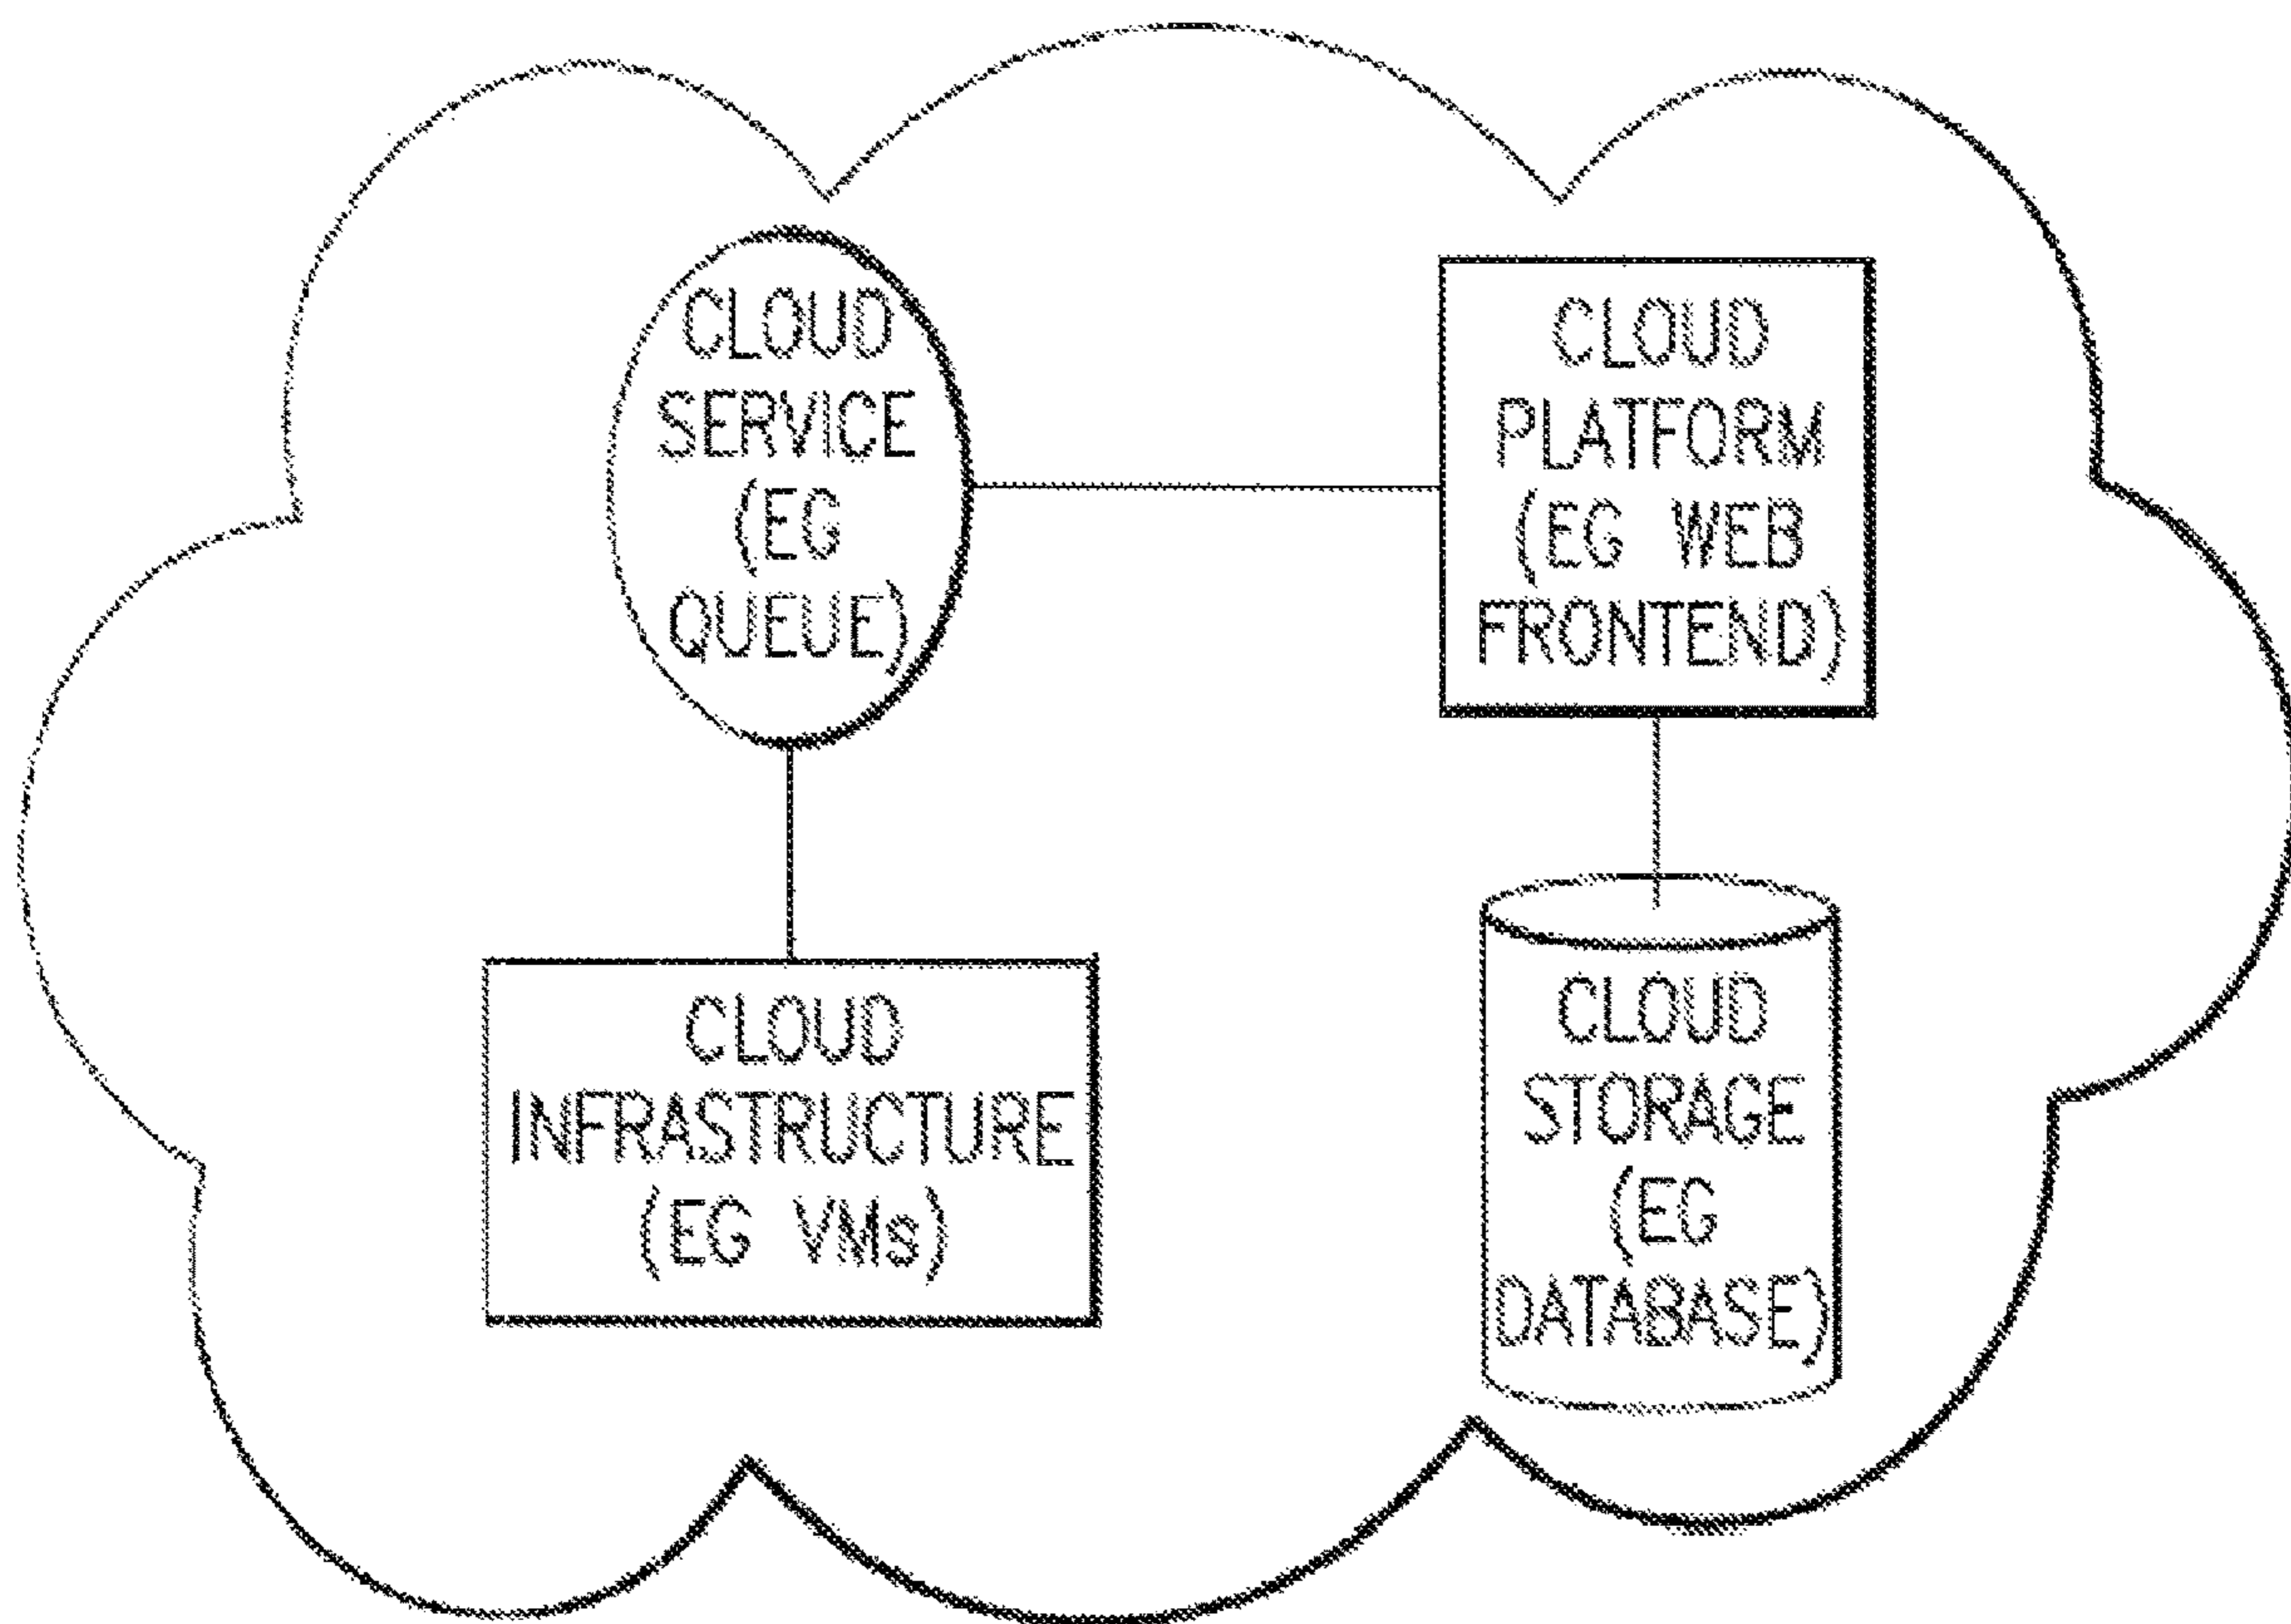 CLOUD
SERVICE
(EG
QUEUE)
CLOUD
PLATFORM
(EG WEB
FRONTEND)
CLOUD
INFRASTRUCTURE
(EG VMs)
CLOUD
STORAGE
(EG
DATABASE)